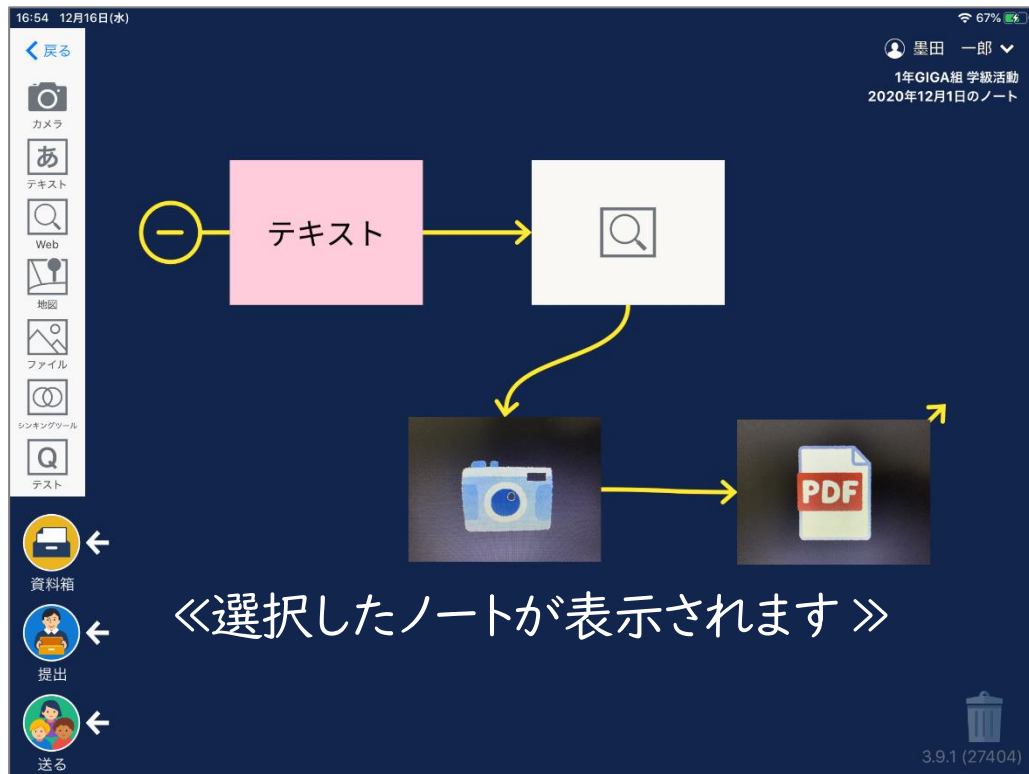 16:54 12月16日(水)
67%
戻る
墨田 一郎
1年GIGA組 学級活動
2020年12月1日のノート
カメラ
あ
テキスト
Web
地図
ファイル
シンキングツール
Q
テスト
テキスト
PDF
資料箱
≪選択したノートが表示されます≫
提出
送る
3.9.1 (27404)